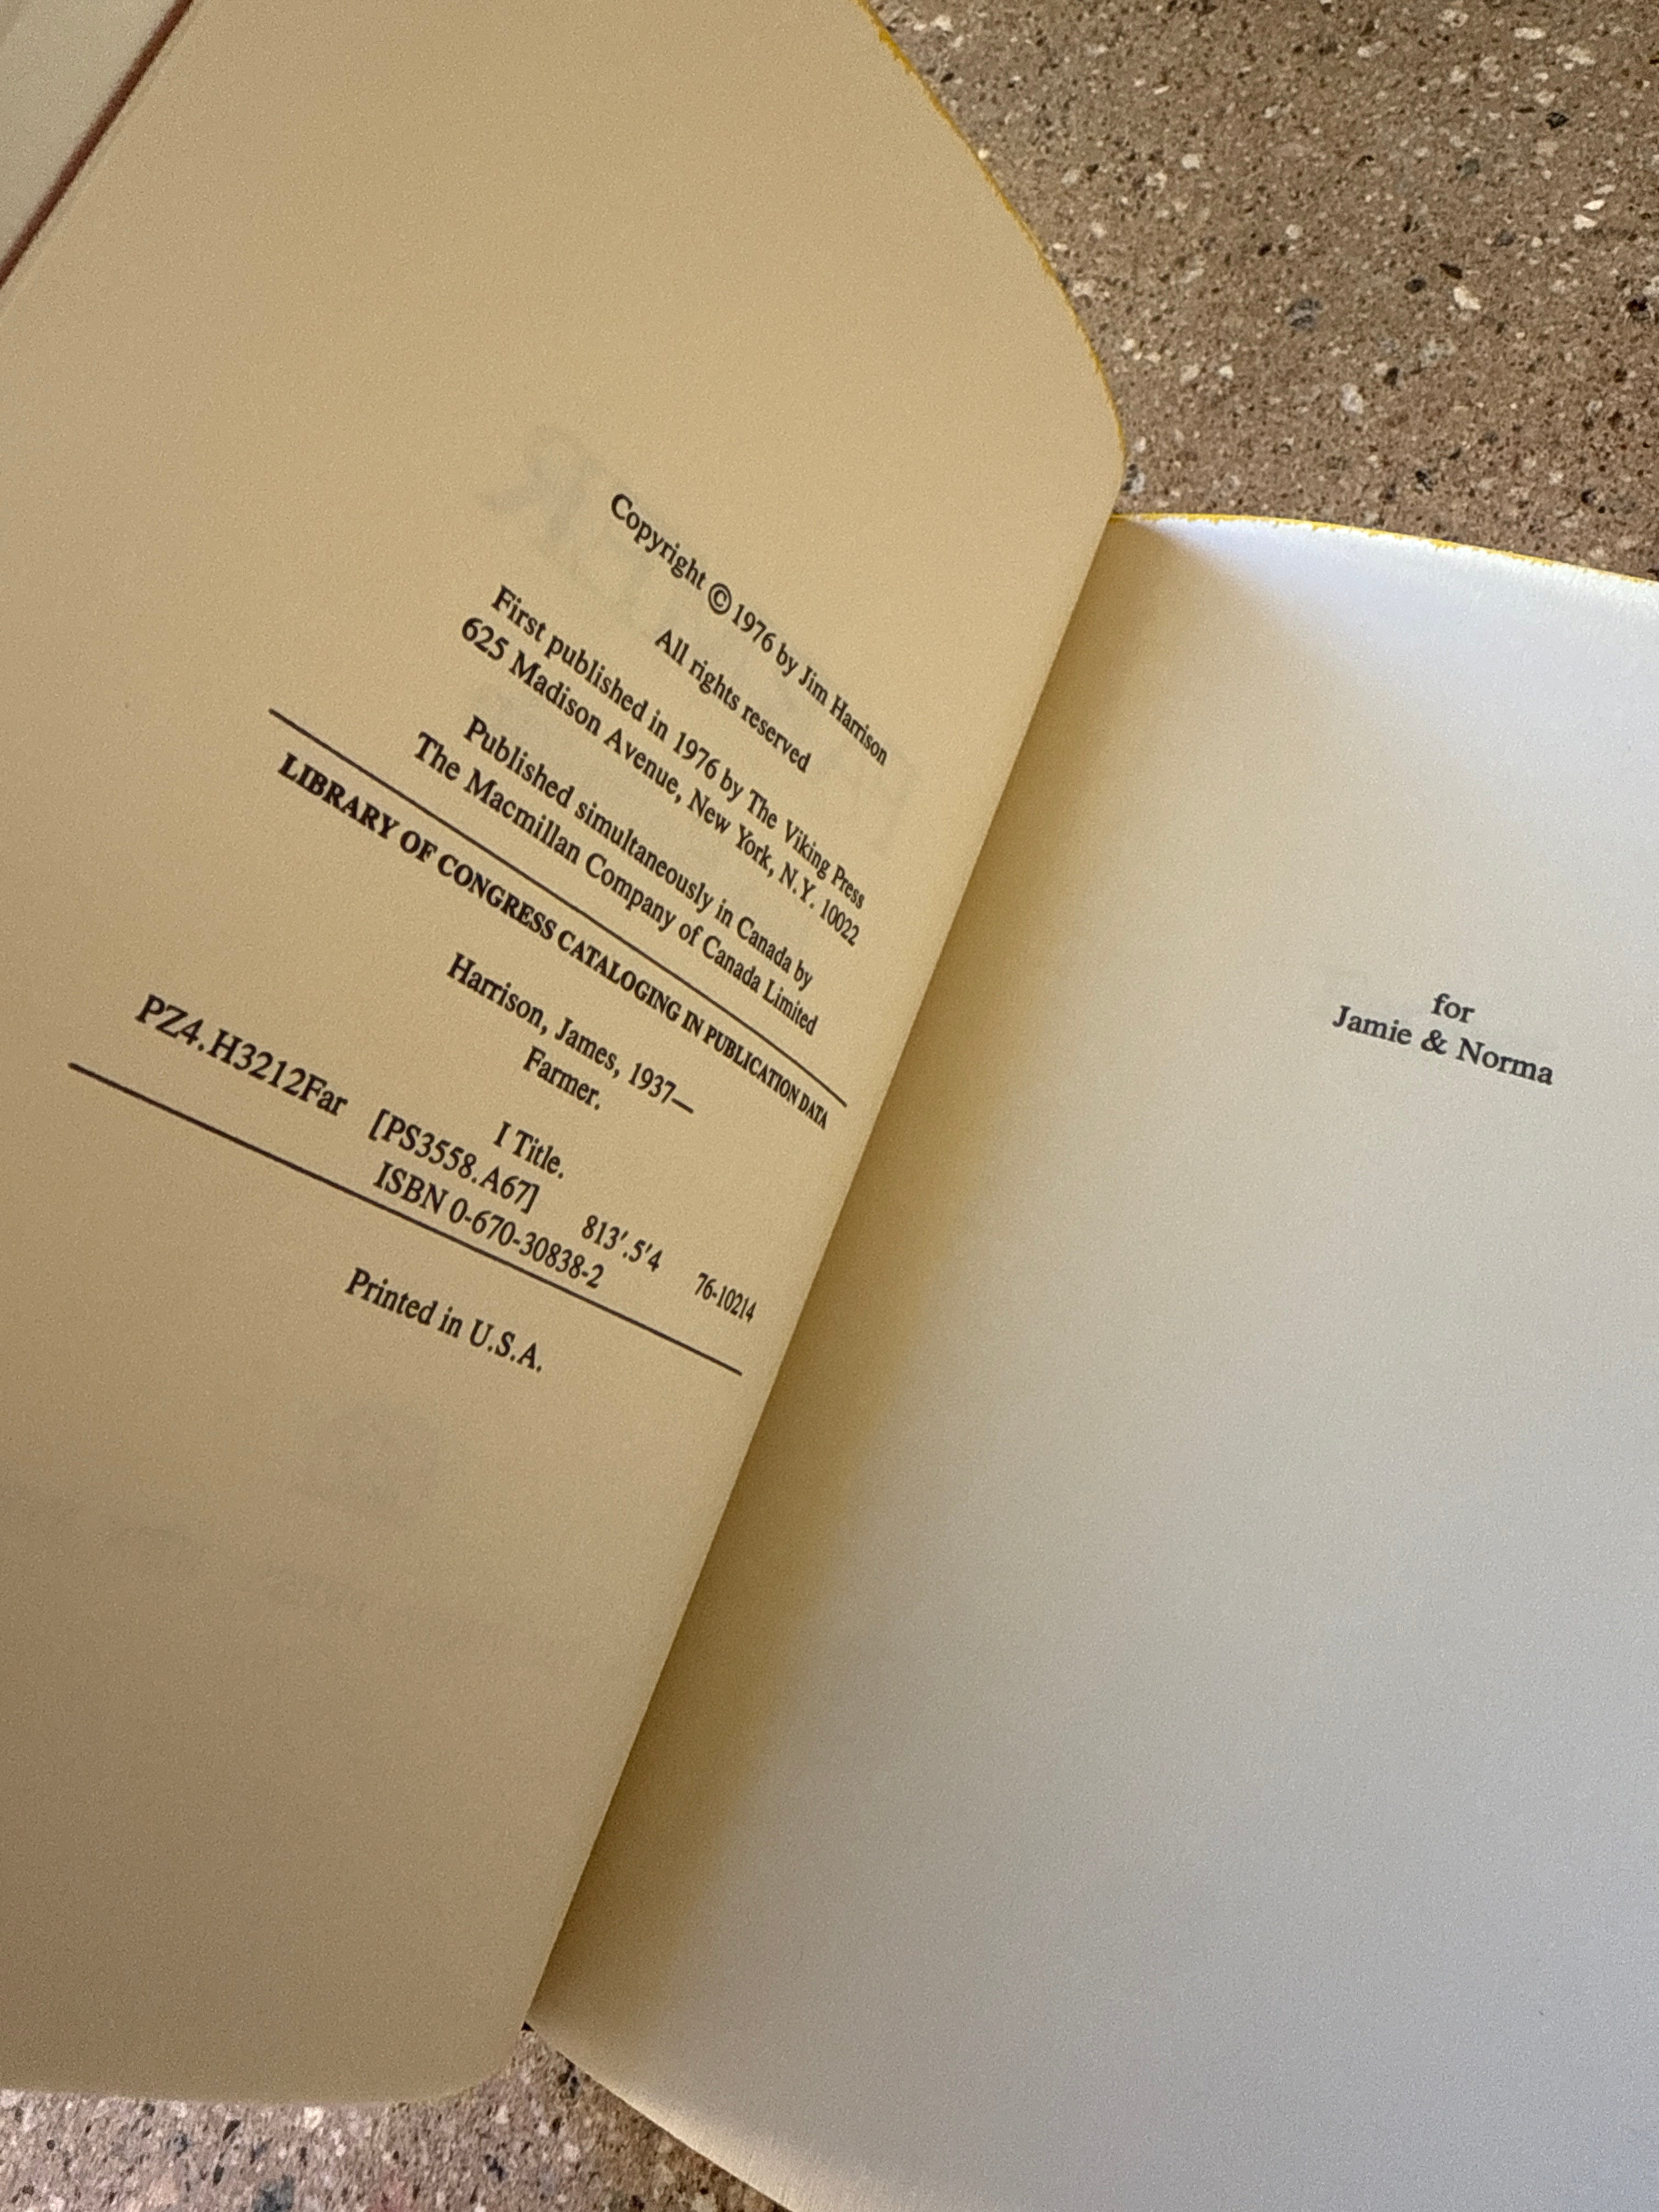 Copyright © 1976 by Jim Harrison
All rights reserved
First published in 1976 by The Viking Press
625 Madison Avenue, New York, N.Y. 10022
Published simultaneously in Canada by
The Macmillan Company of Canada Limited
LIBRARY OF CONGRESS CATALOGING IN PUBLICATION DATA
Harrison, James, 1937—
Farmer.
I Title.
PZ4.H3212Far [PS3558.A67] 813'.5'4 76-10214
ISBN 0-670-30838-2
Printed in U.S.A.
for
Jamie & Norma